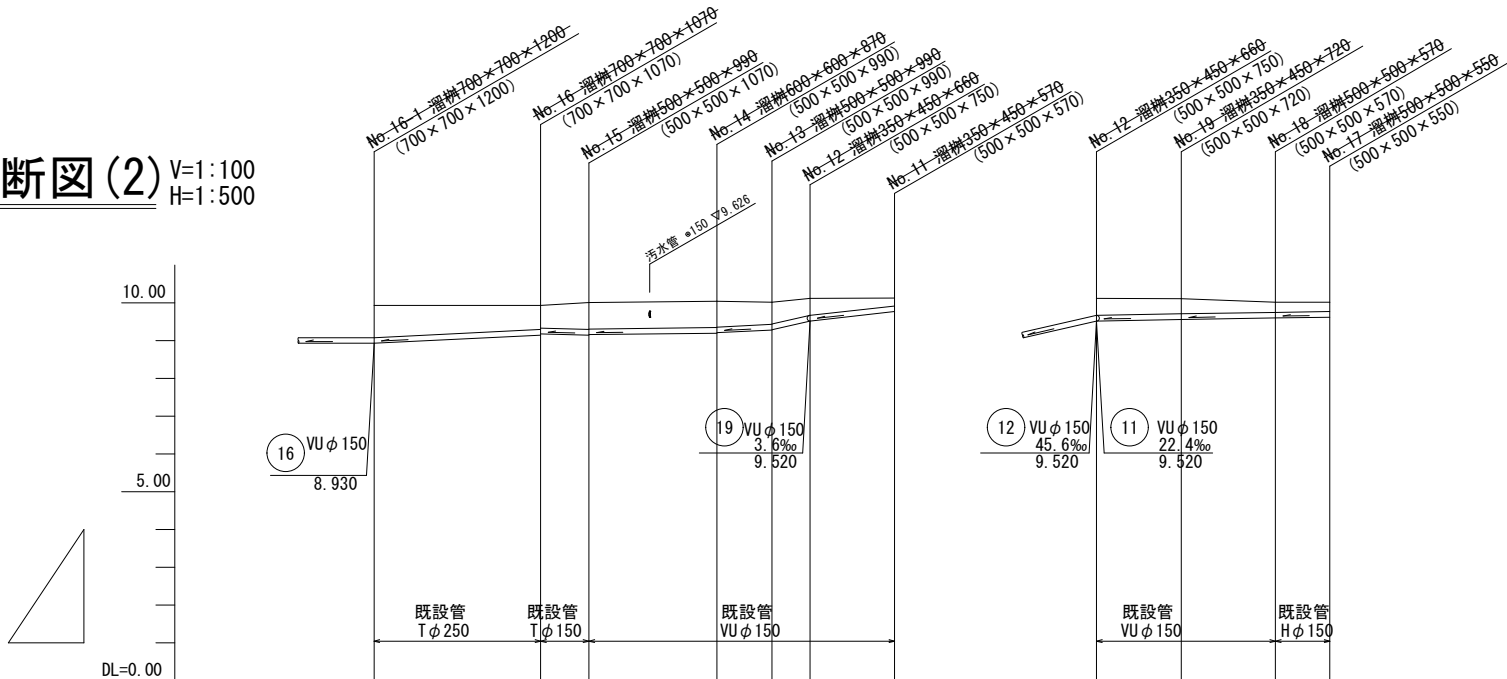 断図(2) V=1:100
H=1:500
No.16-1 溜桝700×700×1200
(700×700×1200)
No.16 溜桝700×700×1070
(700×700×1070)
No.15 溜桝500×500×990
(500×500×1070)
No.14 溜桝600×600×870
(500×500×990)
No.13 溜桝500×500×990
(500×500×990)
No.12 溜桝350×450×660
(500×500×750)
No.11 溜桝350×450×570
(500×500×570)
No.12 溜桝350×450×660
(500×500×750)
No.19 溜桝350×450×720
(500×500×720)
No.18 溜桝500×500×570
(500×500×570)
No.17 溜桝500×500×550
(500×500×550)
汚水管 ●150 ▽9.626
10.00
5.00
DL=0.00
16 VUφ150
8.930
19 VUφ150
3.6‰
9.520
12 VUφ150
45.6‰
9.520
11 VUφ150
22.4‰
9.520
既設管
Tφ250
既設管
Tφ150
既設管
VUφ150
既設管
VUφ150
既設管
Hφ150